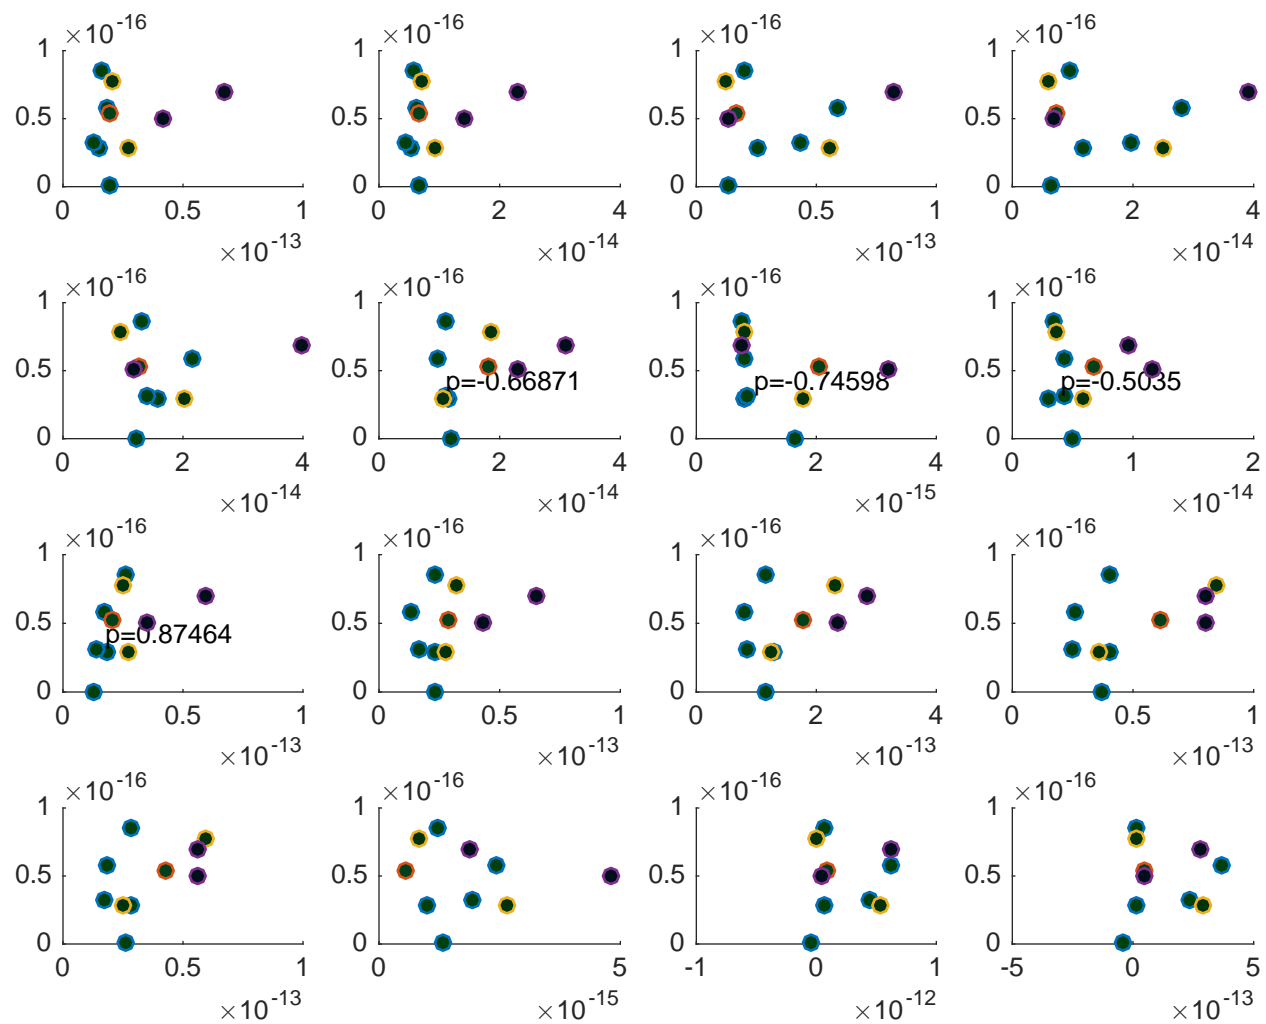 ×10-16 ×10-16 ×10-16 ×10-16
1 1 1 1
0.5 0.5 0.5 0.5
0 0 0 0
0 0.5 1 0 2 4 0 0.5 1 0 2 4
×10-13 ×10-14 ×10-13 ×10-14
×10-16 ×10-16 ×10-16 ×10-16
1 1 1 1
0.5 0.5 0.5 0.5
p=-0.66871 p=-0.74598 p=-0.5035
0 0 0 0
0 2 4 0 2 4 0 2 4 0 1 2
×10-14 ×10-14 ×10-15 ×10-14
×10-16 ×10-16 ×10-16 ×10-16
1 1 1 1
0.5 0.5 0.5 0.5
p=0.87464
0 0 0 0
0 0.5 1 0 0.5 1 0 2 4 0 0.5 1
×10-13 ×10-13 ×10-13 ×10-13
×10-16 ×10-16 ×10-16 ×10-16
1 1 1 1
0.5 0.5 0.5 0.5
0 0 0 0
0 0.5 1 0 5 -1 0 1 -5 0 5
×10-13 ×10-15 ×10-12 ×10-13